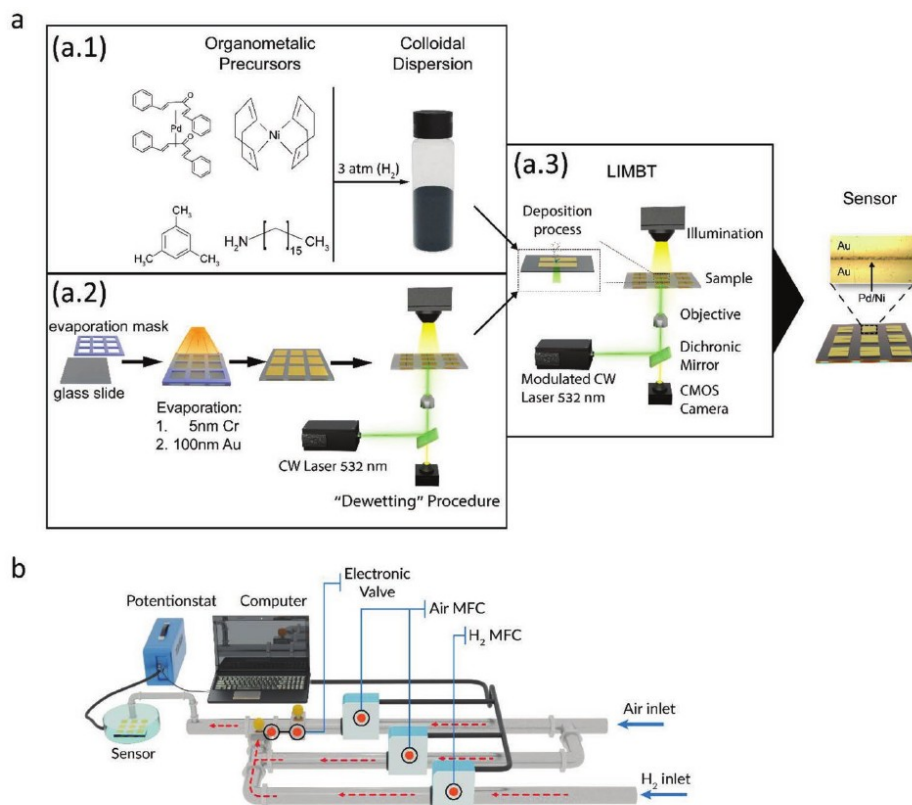 a
(a.1)
Organometalic
Precursors
Colloidal
Dispersion
O
Pd
O
Ni
3 atm (H2)
CH3
H3C
CH3
H2N
15
CH3
(a.2)
evaporation mask
glass slide
Evaporation:
1. 5nm Cr
2. 100nm Au
CW Laser 532 nm
“Dewetting” Procedure
(a.3)
LIMBT
Deposition
process
Illumination
Sample
Objective
Dichronic
Mirror
Modulated CW
Laser 532 nm
CMOS
Camera
Sensor
Au
Au
Pd/Ni
b
Potentionstat
Computer
Electronic
Valve
Air MFC
H2 MFC
Air inlet
Sensor
H2 inlet